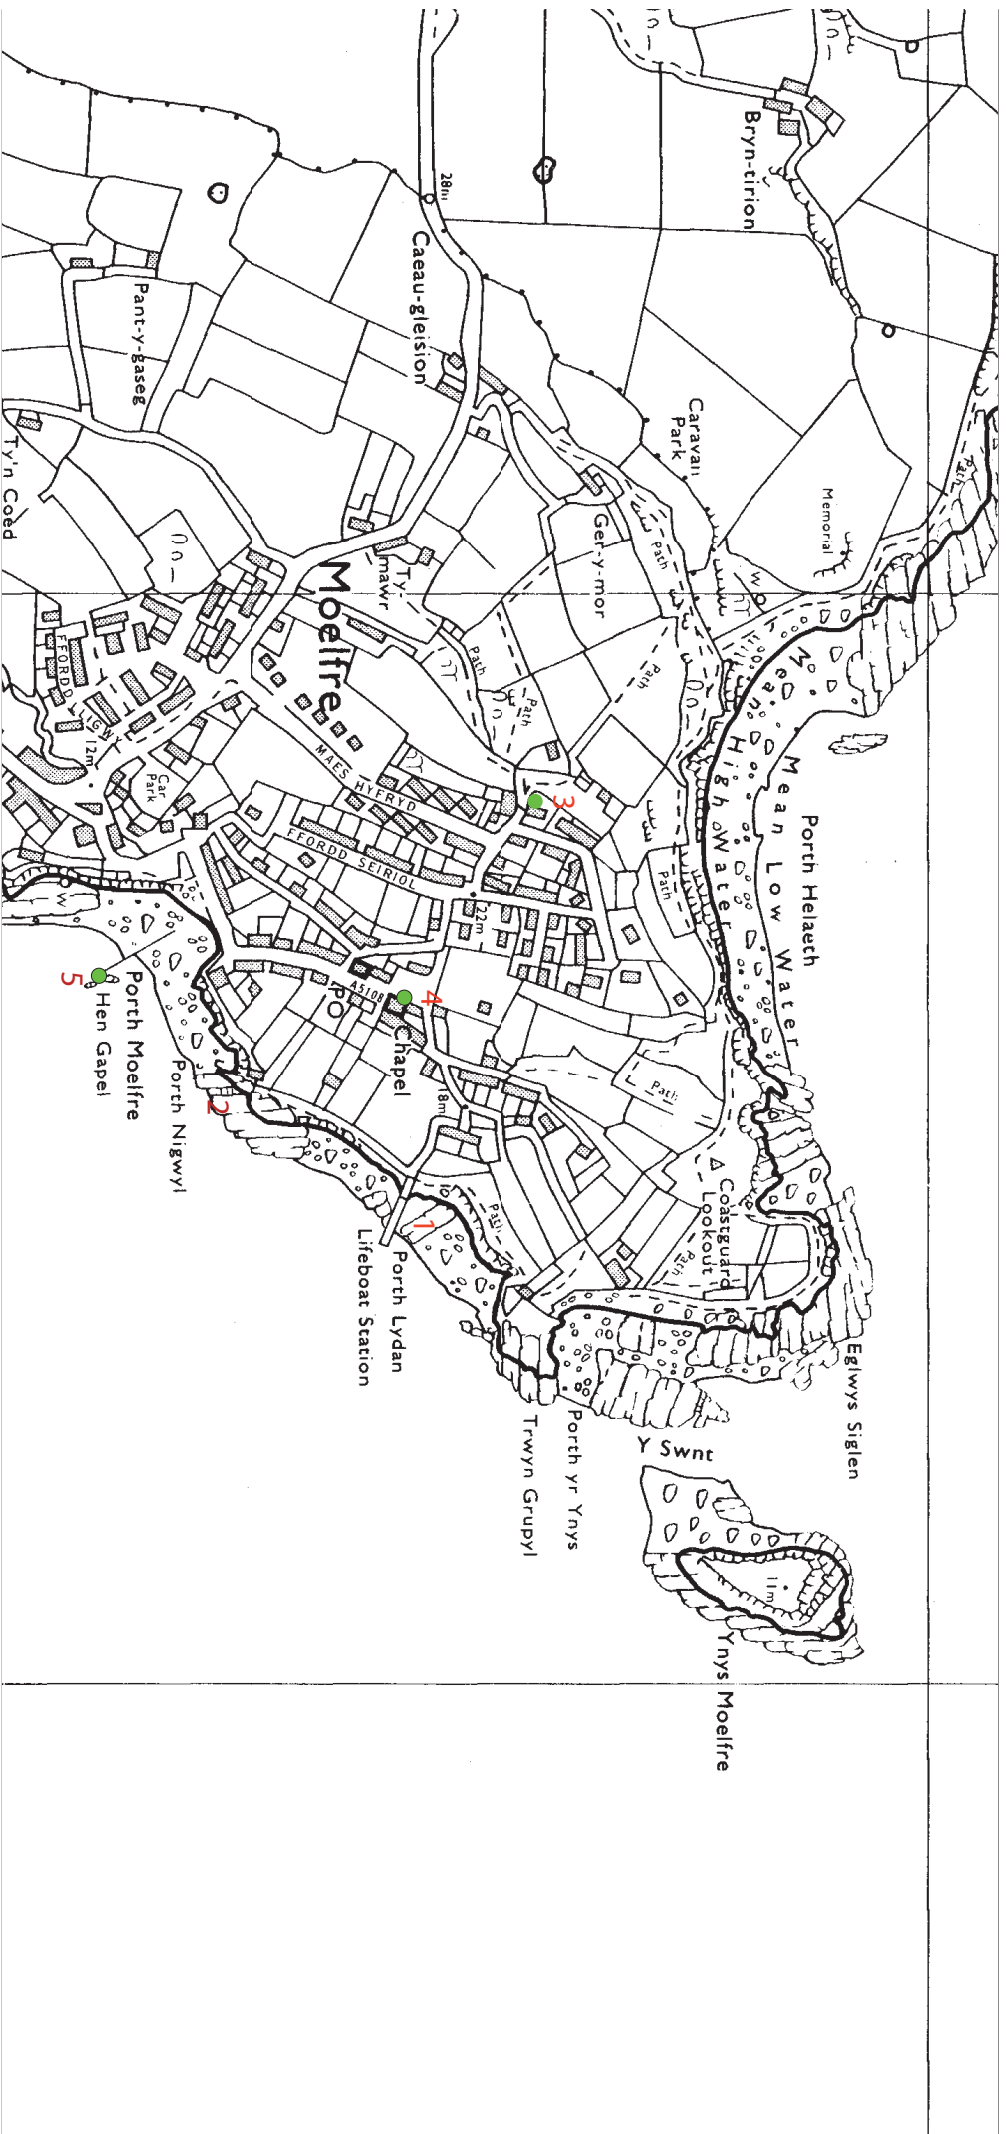 Bryn-tirion
28m
Caeau-gleision
Pant-y-gaseg
Ty'n Coed
Caravan
Park
Path
Memorial
Ger-y-mor
Path
W
Ty-
mawr
Moelfre
Path
Path
Path
Mean High Water
Mean Low Water
Porth Helaeth
FFORDD LLIGWY
12m
Car
Park
MAES HYFRYD
FFORDD SEIRIOL
3
22m
Path
W
5
Hen Gapel
Porth Moelfre
Porth Nigwyl
2
A5108
PO
4
Chapel
18m
Path
1
Porth Lydan
Lifeboat Station
Path
Coastguard
Lookout
Path
Eglwys Siglen
Trwyn Grupyl
Porth yr Ynys
Y Swnt
11m
Ynys Moelfre